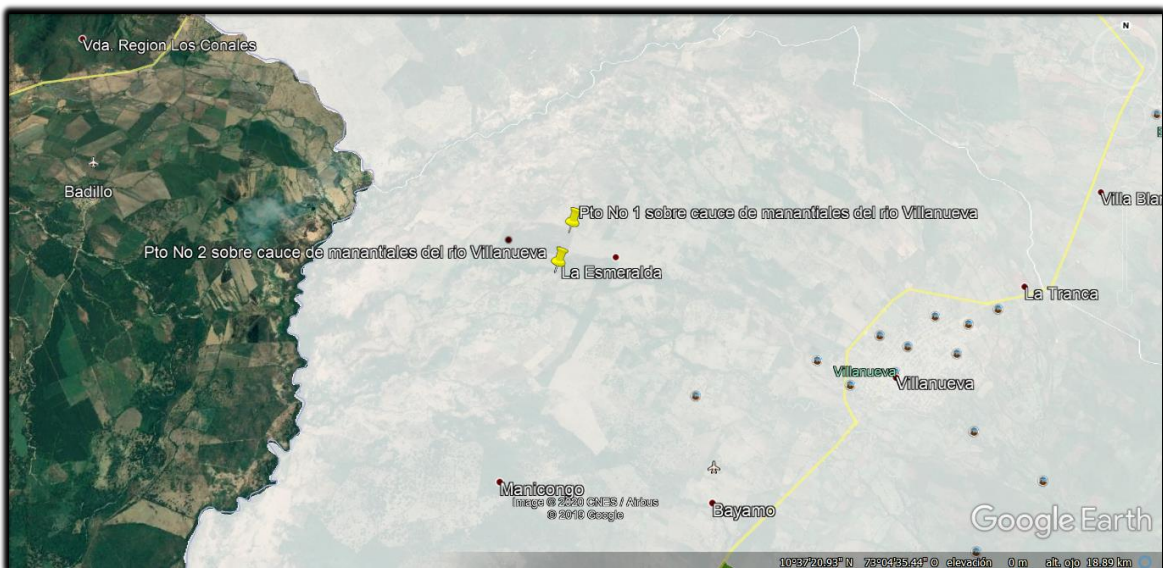 N
Vda. Region Los Conales
Badillo
Villa Blan
Pto No 1 sobre cauce de manantiales del rio Villanueva
Pto No 2 sobre cauce de manantiales del rio Villanueva
La Esmeralda
La Tranca
Villanueva
Villanueva
Manicongo
Image © 2020 CNES / Airbus
© 2019 Google
Bayamo
Google Earth
10°37'20.93" N 73°04'35.44" O elevación 0 m alt. ojo 18.89 km